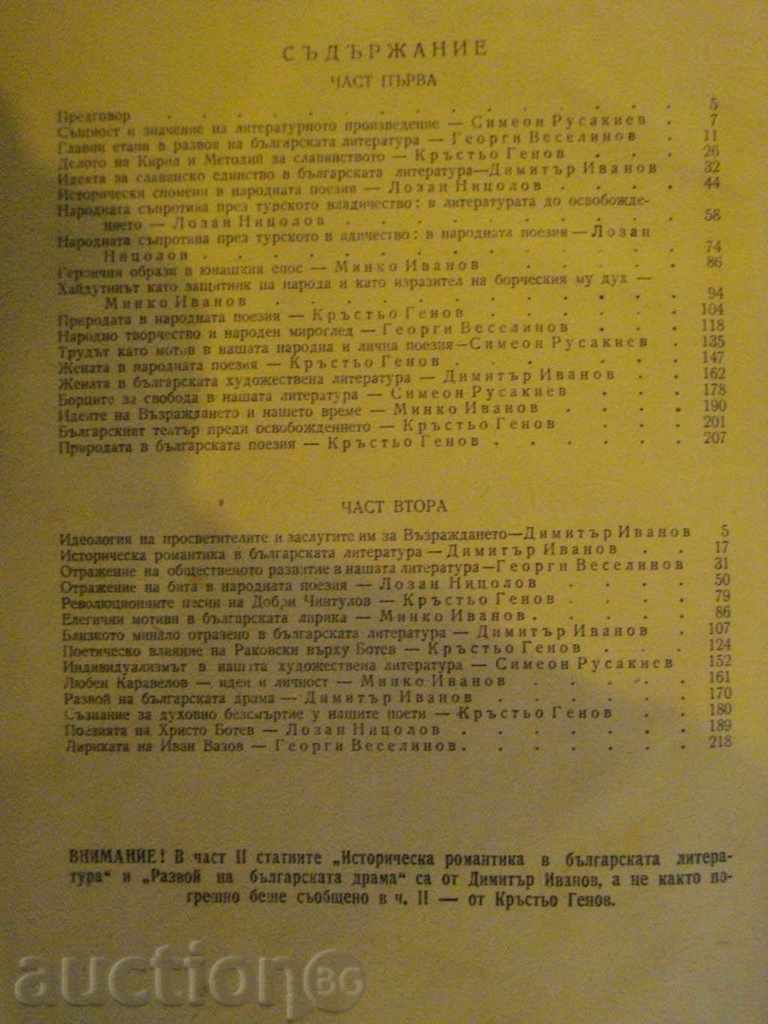 СЪДЪРЖАНИЕ
ЧАСТ ПЪРВА
Предговор . . . . . . . . . . . . . . 5
Същност и значение на литературното произведение — Симеон Русакиев . 7
Главни етапи в развоя на българската литература — Георги Веселинов . . 11
Делото на Кирил и Методий за славянството — Кръстьо Генов . . . . 26
Идеята за славянско единство в българската литература—Димитър Иванов 32
Исторически спомени в народната поезия — Лозан Ницолов . . . . . 44
Народната съпротива през турското владичество: в литературата до освобожде-
нието — Лозан Ницолов . . . . . . . . . . 58
Народната съпротива през турското владичество: в народната поезия—Лозан
Ницолов . . . . . . . . . . . . . 74
Героични образи в юнашкия епос — Минко Иванов . . . . . . 86
Хайдутинът като защитник на народа и като изразител на борческия му дух —
Минко Иванов . . . . . . . . . . . . 94
Природата в народната поезия — Кръстьо Генов . . . . . . 104
Народно творчество и народен мироглед — Георги Веселинов . . . 118
Трудът като мотив в нашата народна и лична поезия—Симеон Русакиев . 135
Жената в народната поезия — Кръстьо Генов . . . . . . . 147
Жената в българската художествена литература — Димитър Иванов . . 162
Борците за свобода в нашата литература — Симеон Русакиев . . . . 178
Идеите на Възраждането и нашето време — Минко Иванов . . . . 190
Българският театър преди освобождението — Кръстьо Генов . . . . 201
Природата в българската поезия — Кръстьо Генов . . . . . . 207
ЧАСТ ВТОРА
Идеология на просветителите и заслугите им за Възраждането—Димитър Иванов 5
Историческа романтика в българската литература — Димитър Иванов . . 17
Отражение на общественото развитие в нашата литература—Георги Веселинов 31
Отражение на бита в народната поезия — Лозан Ницолов . . . . . 50
Революционните песни на Добри Чинтулов — Кръстьо Генов . . . . 79
Елегични мотиви в българската лирика — Минко Иванов . . . . . 86
Близкото минало отразено в българската литература — Димитър Иванов . 107
Поетическо влияние на Раковски върху Ботев — Кръстьо Генов . . . . 124
Индивидуализмът в нашата художествена литература — Симеон Русакиев . 152
Любен Каравелов — идеи и личност — Минко Иванов . . . . . . 161
Развой на българската драма — Димитър Иванов . . . . . . . 170
Съзнание за духовно безсмъртие у нашите поети — Кръстьо Генов . . 180
Поезията на Христо Ботев — Лозан Ницолов . . . . . . . . 189
Лириката на Иван Вазов — Георги Веселинов . . . . . . . 218
ВНИМАНИЕ! В част II статиите „Историческа романтика в българската литера-
тура“ и „Развой на българската драма“ са от Димитър Иванов, а не както по-
грешно беше съобщено в ч. II — от Кръстьо Генов.
auction BG